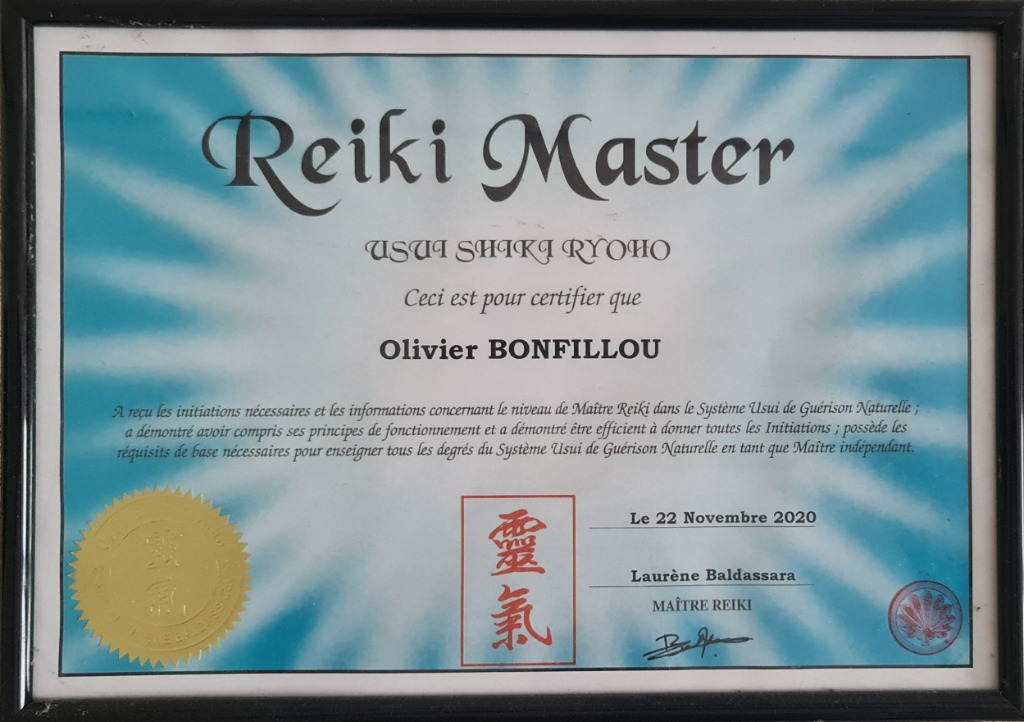 Reiki Master
USUI SHIKI RYOHO
Ceci est pour certifier que
Olivier BONFILLOU
A reçu les initiations nécessaires et les informations concernant le niveau de Maître Reiki dans le Système Usui de Guérison Naturelle ;
a démontré avoir compris ses principes de fonctionnement et a démontré être efficient à donner toutes les Initiations ; possède les
réquisits de base nécessaires pour enseigner tous les degrés du Système Usui de Guérison Naturelle en tant que Maître indépendant.
靈
氣
Le 22 Novembre 2020
Laurène Baldassara
MAÎTRE REIKI